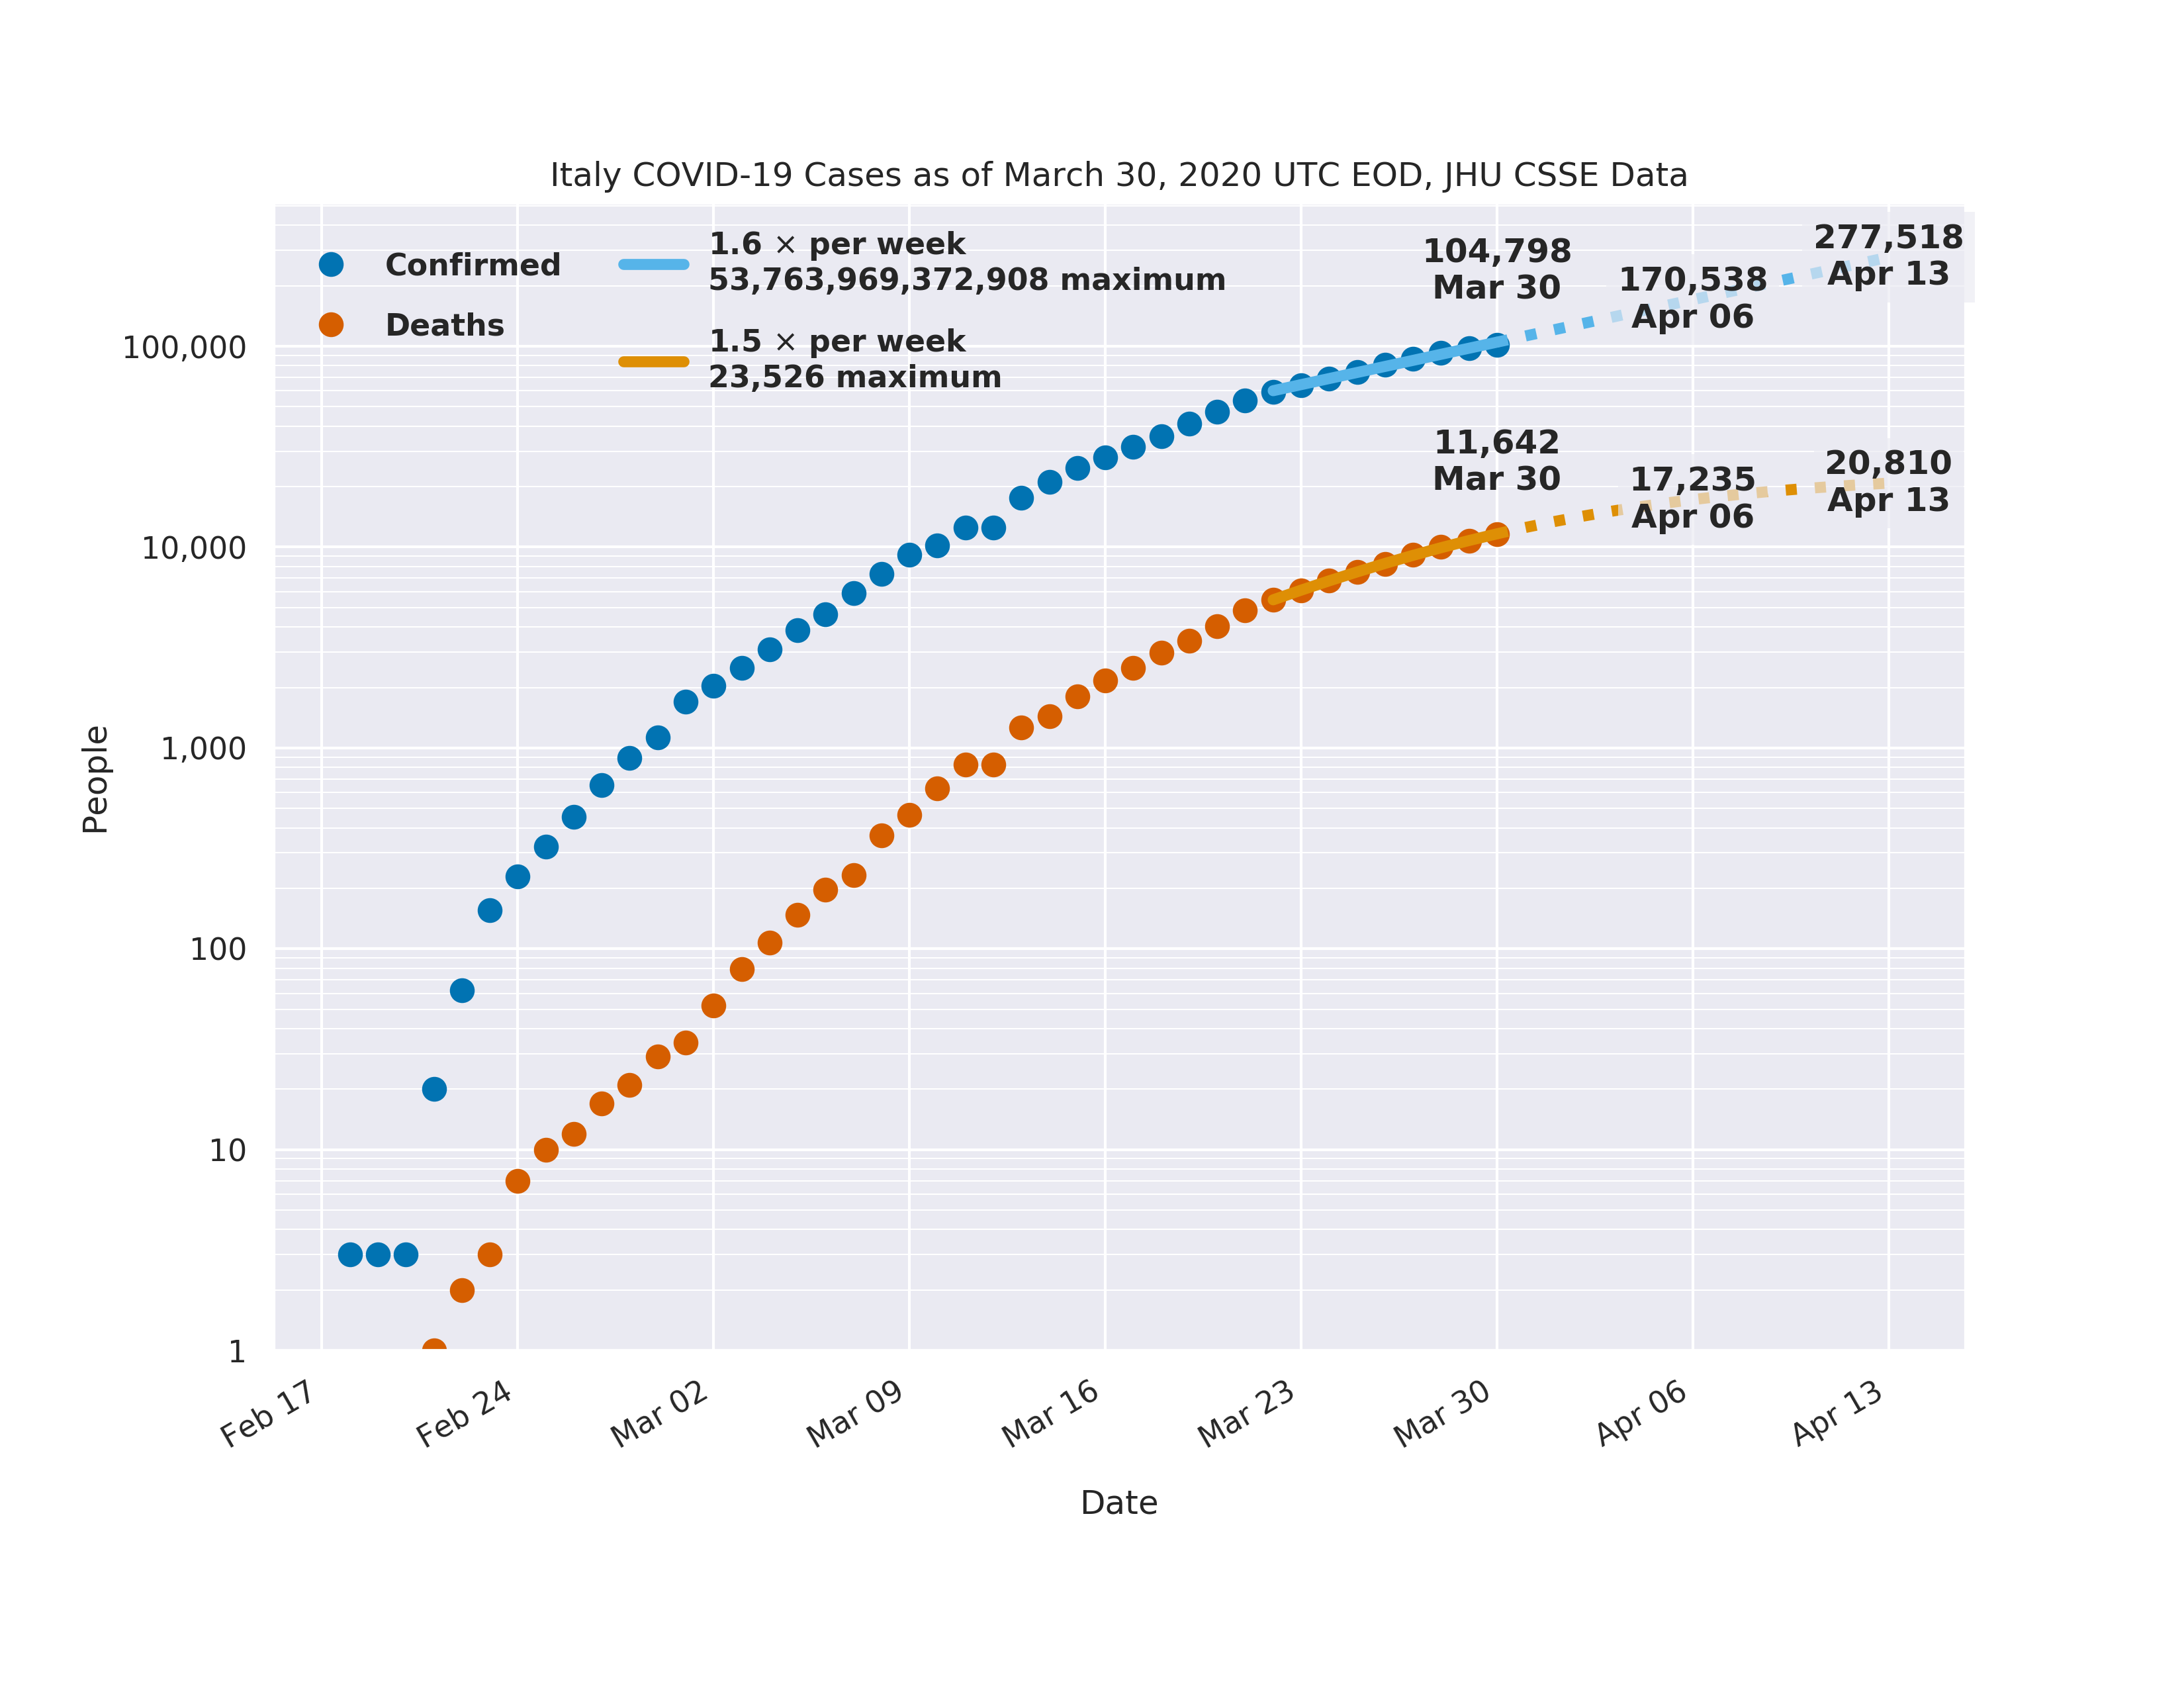 Italy COVID-19 Cases as of March 30, 2020 UTC EOD, JHU CSSE Data
Confirmed
Deaths
1.6 × per week
53,763,969,372,908 maximum
1.5 × per week
23,526 maximum
104,798
Mar 30
170,538
Apr 06
277,518
Apr 13
11,642
Mar 30
17,235
Apr 06
20,810
Apr 13
People
100,000
10,000
1,000
100
10
1
Feb 17
Feb 24
Mar 02
Mar 09
Mar 16
Mar 23
Mar 30
Apr 06
Apr 13
Date